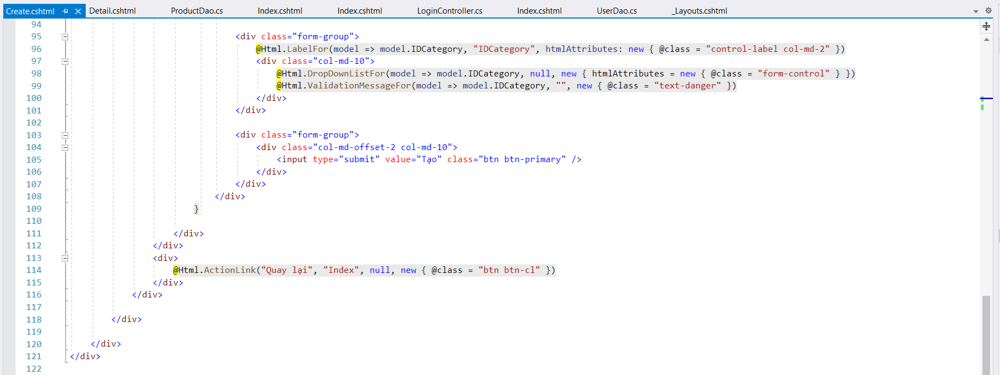 Create.cshtml Detail.cshtml ProductDao.cs Index.cshtml Index.cshtml LoginController.cs Index.cshtml UserDao.cs _Layouts.cshtml
94
95 <div class="form-group">
96 @Html.LabelFor(model => model.IDCategory, "IDCategory", htmlAttributes: new { @class = "control-label col-md-2" })
97 <div class="col-md-10">
98 @Html.DropDownListFor(model => model.IDCategory, null, new { htmlAttributes = new { @class = "form-control" } })
99 @Html.ValidationMessageFor(model => model.IDCategory, "", new { @class = "text-danger" })
100 </div>
101 </div>
102
103 <div class="form-group">
104 <div class="col-md-offset-2 col-md-10">
105 <input type="submit" value="Tạo" class="btn btn-primary" />
106 </div>
107 </div>
108 </div>
109 }
110
111 </div>
112 </div>
113 <div>
114 @Html.ActionLink("Quay lại", "Index", null, new { @class = "btn btn-cl" })
115 </div>
116 </div>
117
118 </div>
119
120 </div>
121 </div>
122